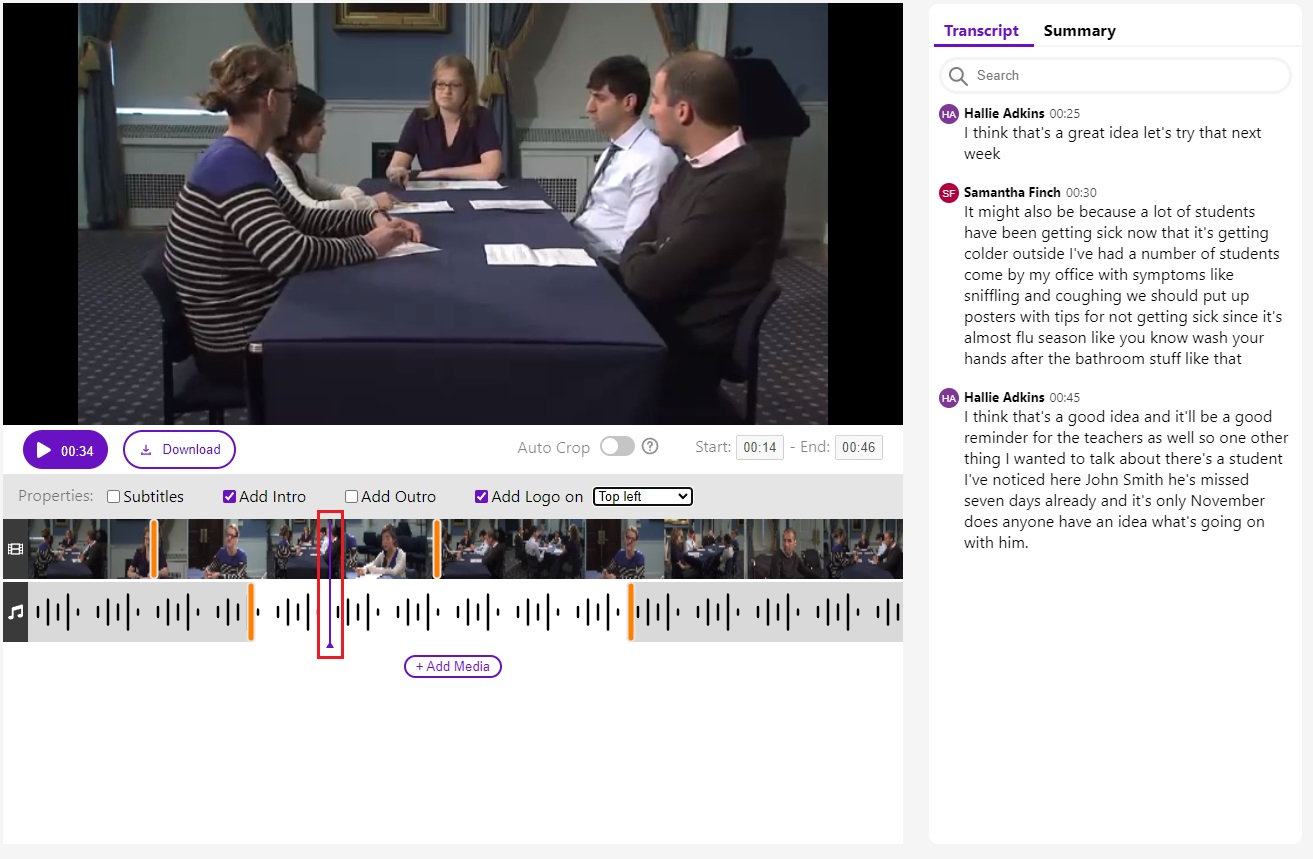 Transcript Summary
Search
HA Hallie Adkins 00:25
I think that's a great idea let's try that next
week
SF Samantha Finch 00:30
It might also be because a lot of students
have been getting sick now that it's getting
colder outside I've had a number of students
come by my office with symptoms like
sniffling and coughing we should put up
posters with tips for not getting sick since it's
almost flu season like you know wash your
hands after the bathroom stuff like that
HA Hallie Adkins 00:45
I think that's a good idea and it'll be a good
reminder for the teachers as well so one other
thing I wanted to talk about there's a student
I've noticed here John Smith he's missed
seven days already and it's only November
does anyone have an idea what's going on
with him.
00:34 Download Auto Crop ? Start: 00:14 - End: 00:46
Properties: Subtitles Add Intro Add Outro Add Logo on Top left
+ Add Media